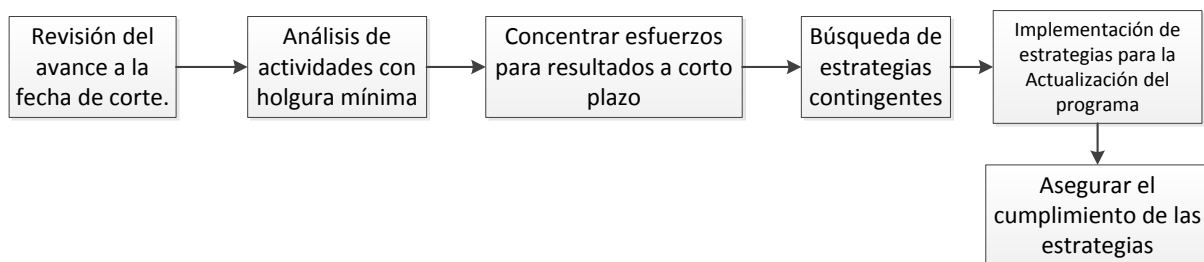 Revisión del
avance a la
fecha de corte.
Análisis de
actividades con
holgura mínima
Concentrar esfuerzos
para resultados a corto
plazo
Búsqueda de
estrategias
contingentes
Implementación de
estrategias para la
Actualización del
programa
Asegurar el
cumplimiento de las
estrategias